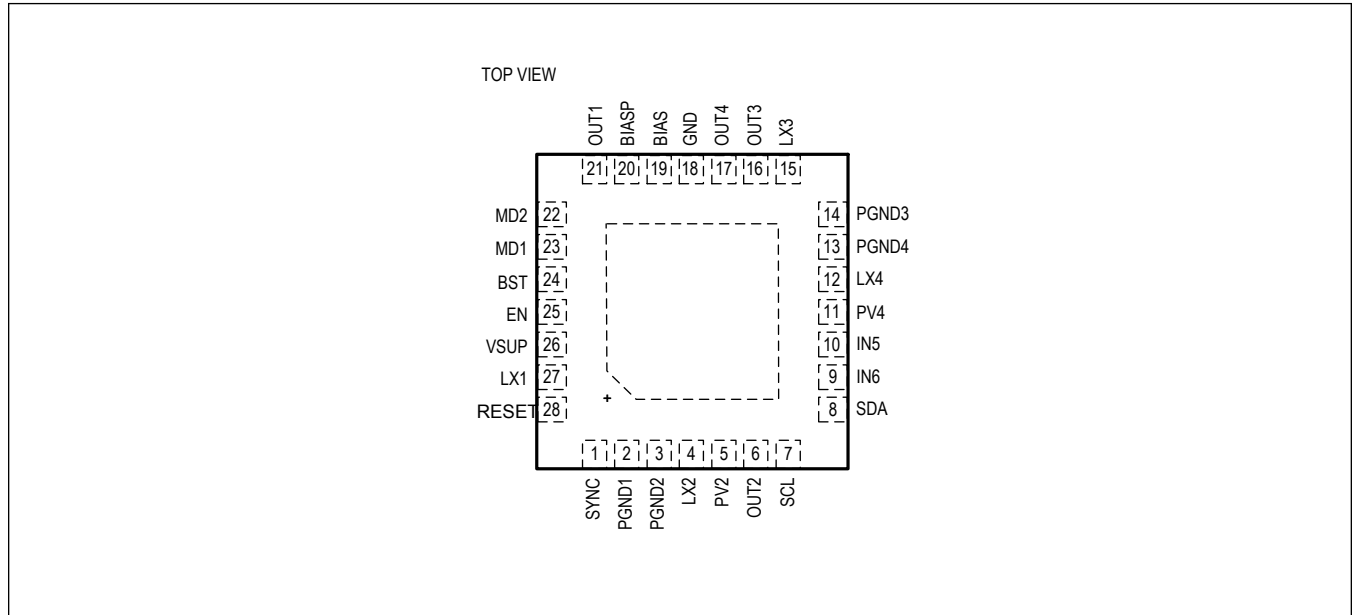 TOP VIEW
OUT1 BIASP BIAS GND OUT4 OUT3 LX3
21 20 19 18 17 16 15
MD2 22
MD1 23
BST 24
EN 25
VSUP 26
LX1 27
RESET 28
14 PGND3
13 PGND4
12 LX4
11 PV4
10 IN5
9 IN6
8 SDA
+
1 2 3 4 5 6 7
SYNC PGND1 PGND2 LX2 PV2 OUT2 SCL